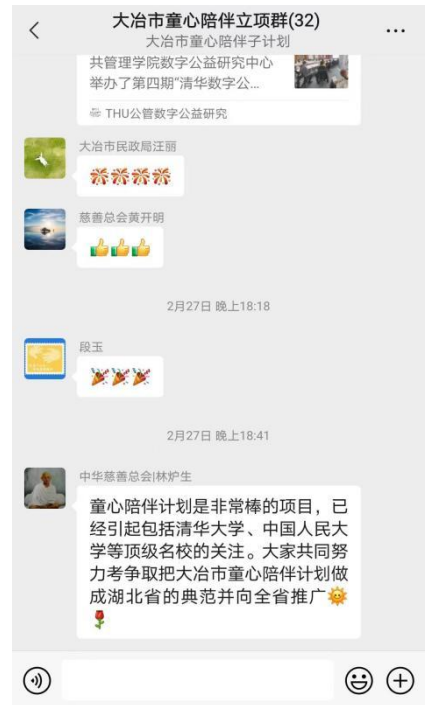 大冶市童心陪伴立项群(32)
大冶市童心陪伴子计划
共管理学院数字公益研究中心
举办了第四期“清华数字公...
THU公管数字公益研究
大冶市民政局汪丽
慈善总会黄开明
2月27日 晚上18:18
段玉
2月27日 晚上18:41
中华慈善总会|林炉生
童心陪伴计划是非常棒的项目，已
经引起包括清华大学、中国人民大
学等顶级名校的关注。大家共同努
力考争取把大冶市童心陪伴计划做
成湖北省的典范并向全省推广